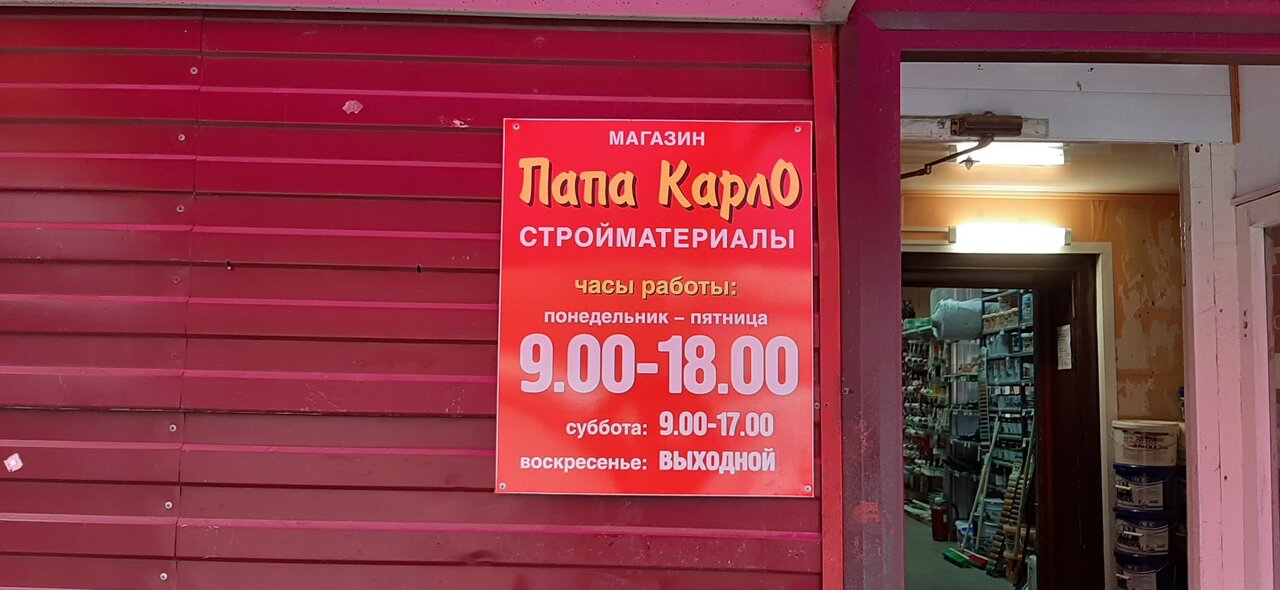 МАГАЗИН
Папа КарлО
СТРОЙМАТЕРИАЛЫ
часы работы:
понедельник – пятница
9.00-18.00
суббота: 9.00-17.00
воскресенье: ВЫХОДНОЙ